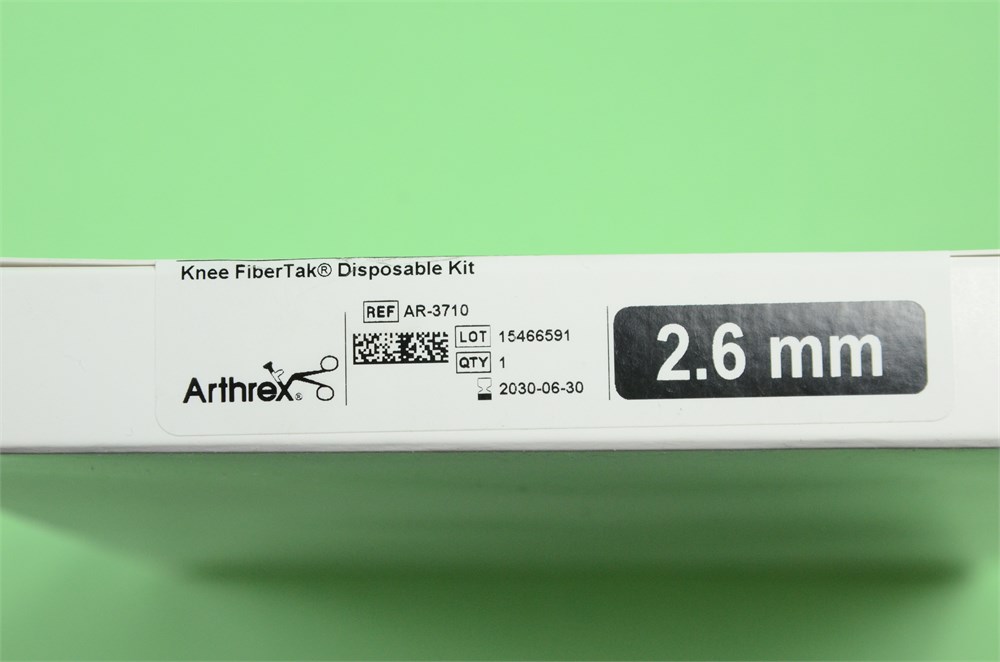 Knee FiberTak® Disposable Kit
REF AR-3710
LOT 15466591
QTY 1
2030-06-30
Arthrex®
2.6 mm